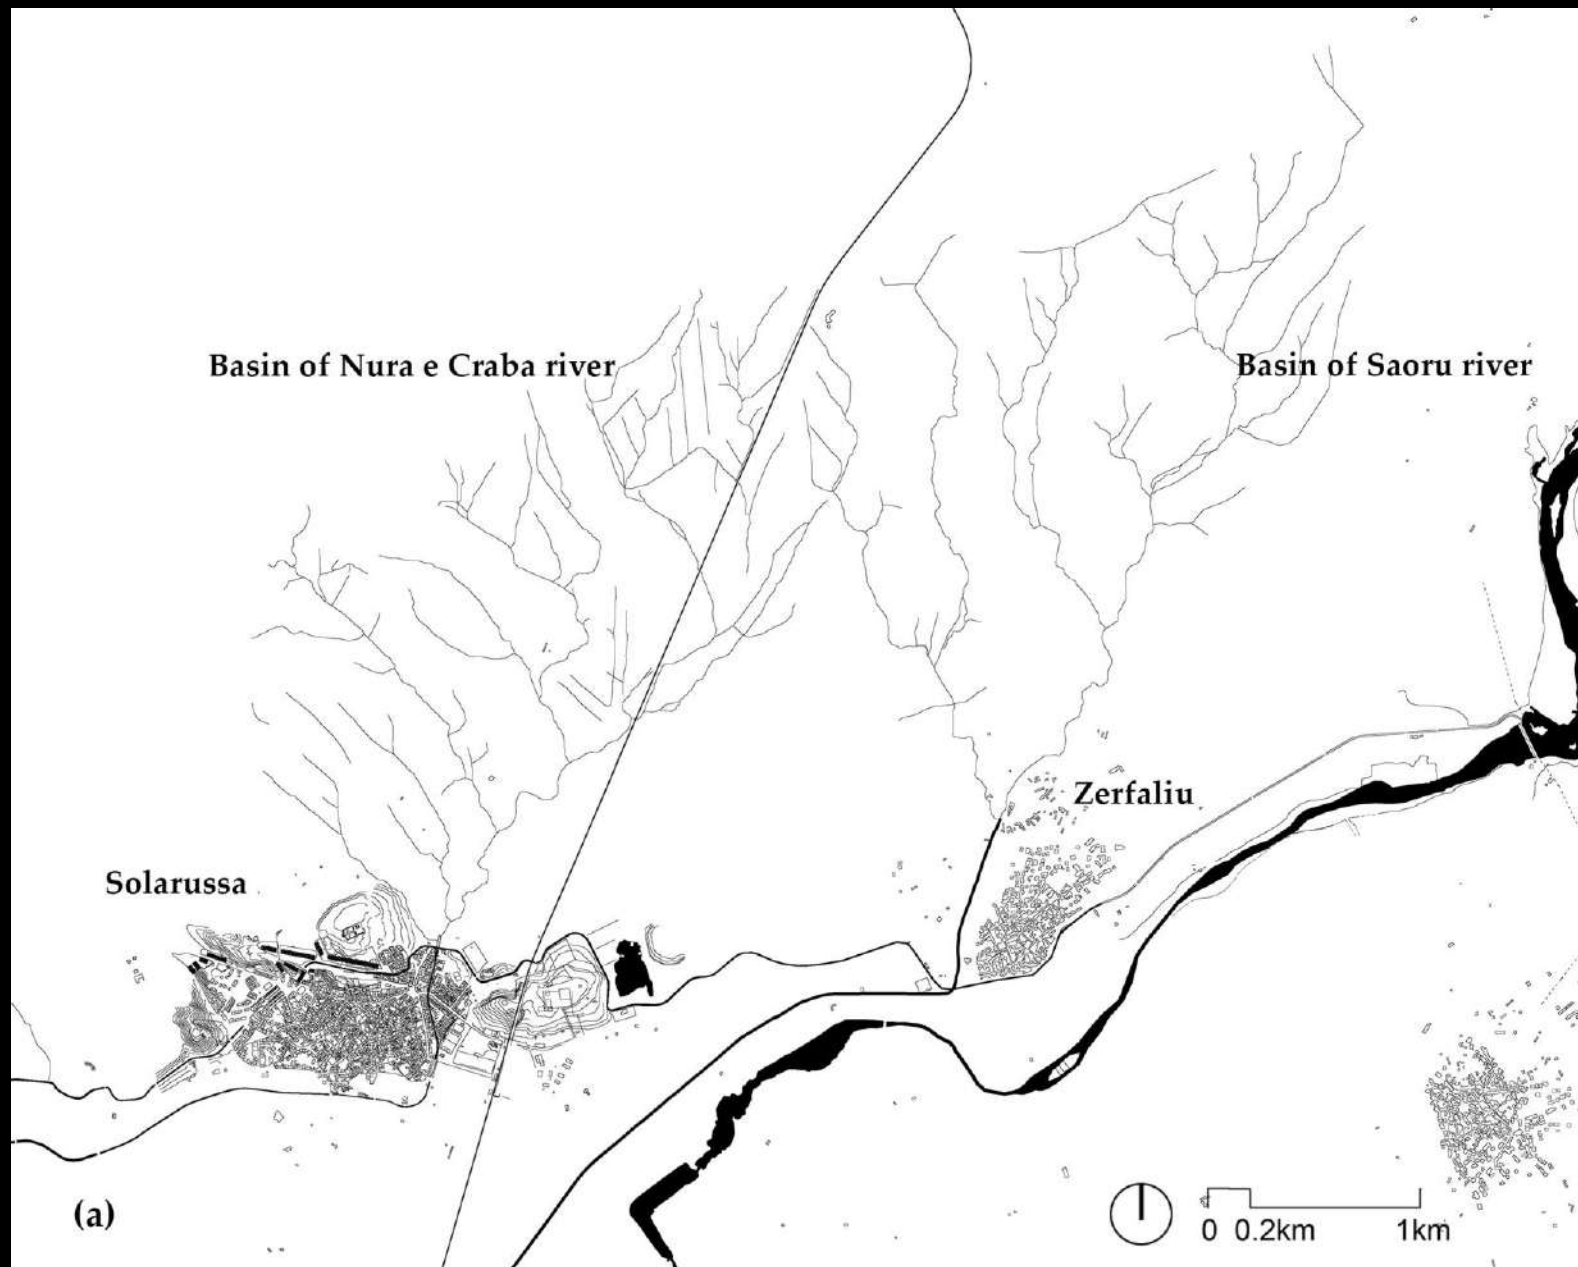 Basin of Nura e Craba river
Basin of Saoru river
Zerfaliu
Solarussa
(a)
0 0.2km 1km